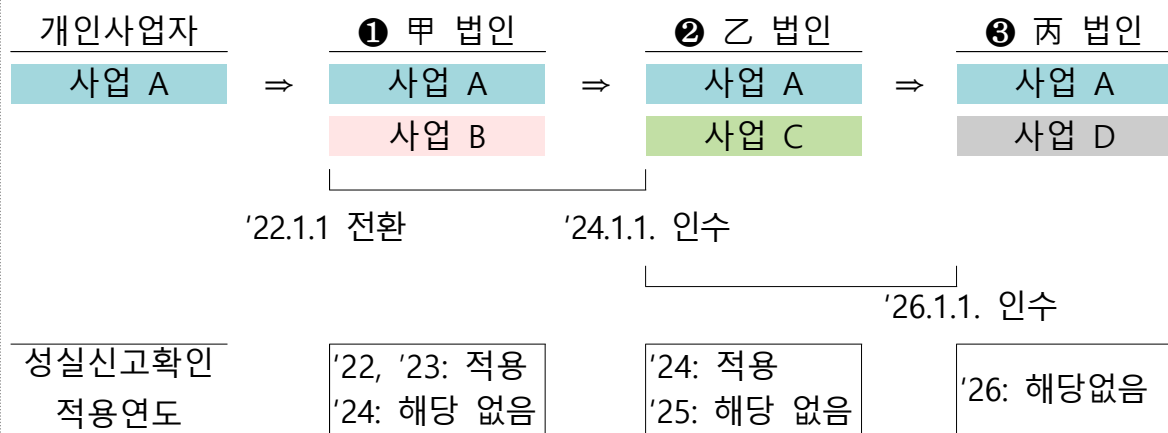 개인사업자 ❶ 甲 법인 ❷ 乙 법인 ❸ 丙 법인
사업 A ⇒ 사업 A ⇒ 사업 A ⇒ 사업 A
사업 B 사업 C 사업 D
'22.1.1 전환 '24.1.1. 인수
'26.1.1. 인수
성실신고확인
적용연도
'22, '23: 적용
'24: 해당 없음
'24: 적용
'25: 해당 없음
'26: 해당없음